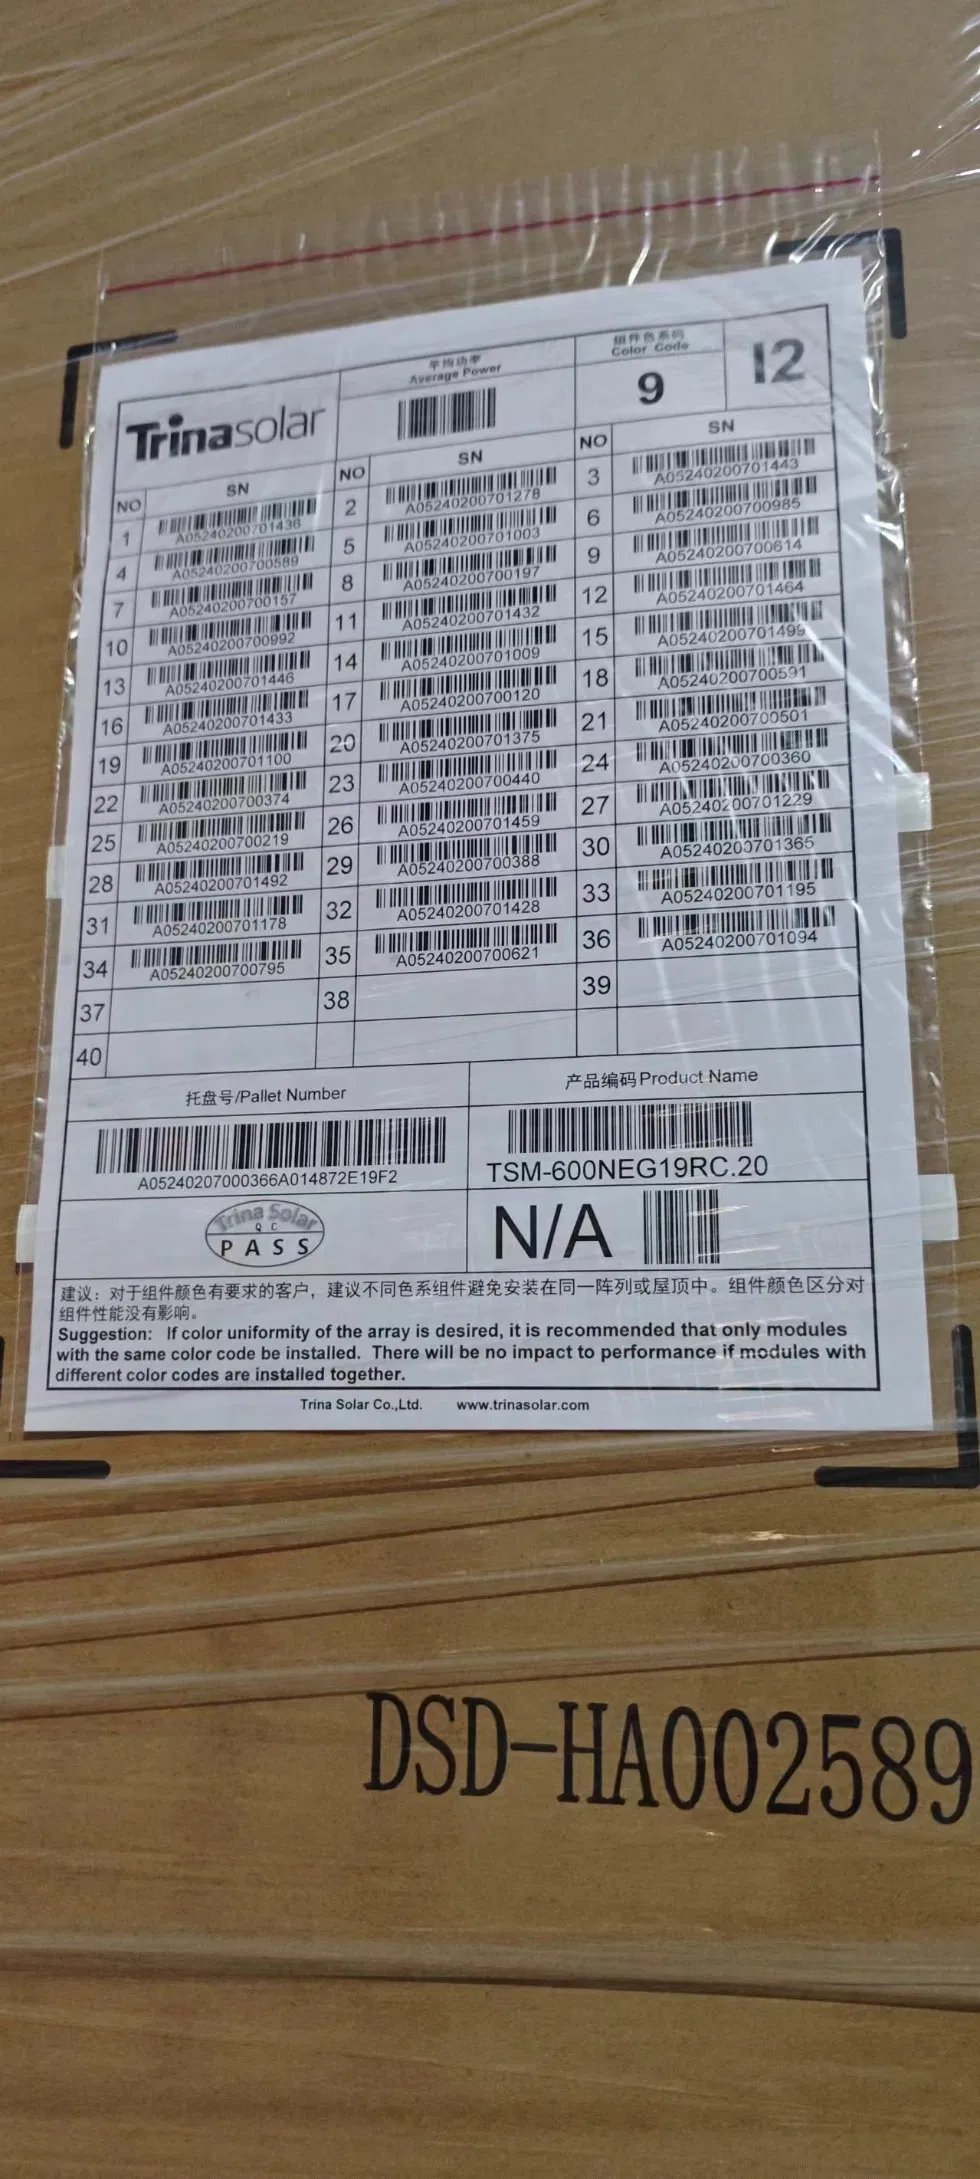 Trinasolar
平均功率
Average Power
组件色系码
Color Code
9
I2
NO SN NO SN NO SN
1 A05240200701436 2 A05240200701278 3 A05240200701443
4 A05240200700589 5 A05240200701003 6 A05240200700985
7 A05240200700157 8 A05240200700197 9 A05240200700614
10 A05240200700992 11 A05240200701432 12 A05240200701464
13 A05240200701446 14 A05240200701009 15 A05240200701499
16 A05240200701433 17 A05240200700120 18 A05240200700591
19 A05240200701100 20 A05240200701375 21 A05240200700501
22 A05240200700374 23 A05240200700440 24 A05240200700360
25 A05240200700219 26 A05240200701459 27 A05240200701229
28 A05240200701492 29 A05240200700388 30 A05240200701365
31 A05240200701178 32 A05240200701428 33 A05240200701195
34 A05240200700795 35 A05240200700621 36 A05240200701094
37 38 39
40
托盘号/Pallet Number
产品编码Product Name
A05240207000366A014872E19F2
TSM-600NEG19RC.20
Trina Solar
QC
PASS
N/A
建议：对于组件颜色有要求的客户，建议不同色系组件避免安装在同一阵列或屋顶中。组件颜色区分对
组件性能没有影响。
Suggestion: If color uniformity of the array is desired, it is recommended that only modules
with the same color code be installed. There will be no impact to performance if modules with
different color codes are installed together.
Trina Solar Co.,Ltd. www.trinasolar.com
DSD-HA002589